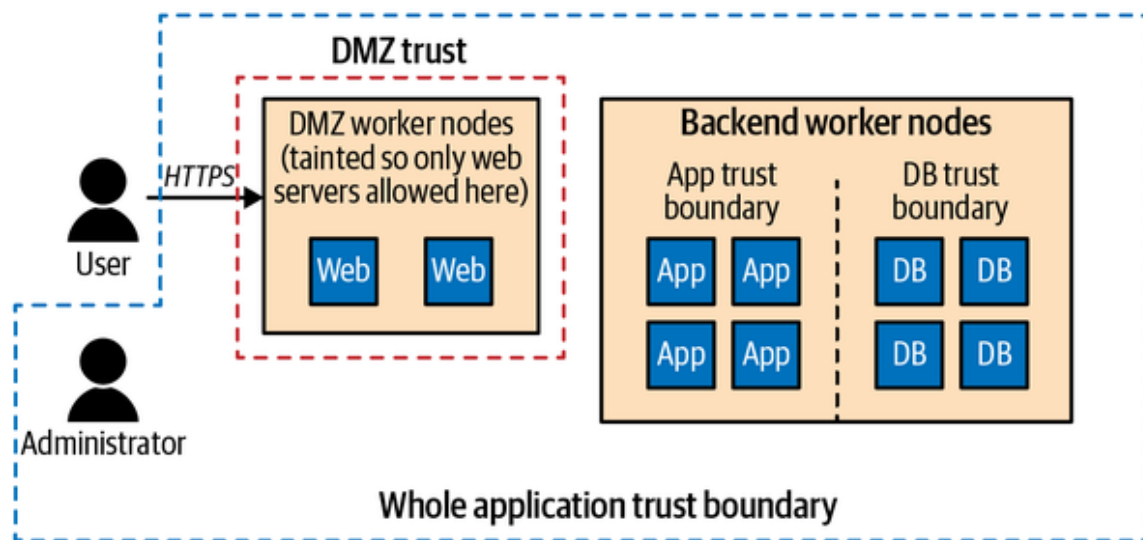 DMZ trust
DMZ worker nodes
(tainted so only web
servers allowed here)
Web Web
HTTPS
User
Administrator
Backend worker nodes
App trust
boundary
DB trust
boundary
App App DB DB
App App DB DB
Whole application trust boundary